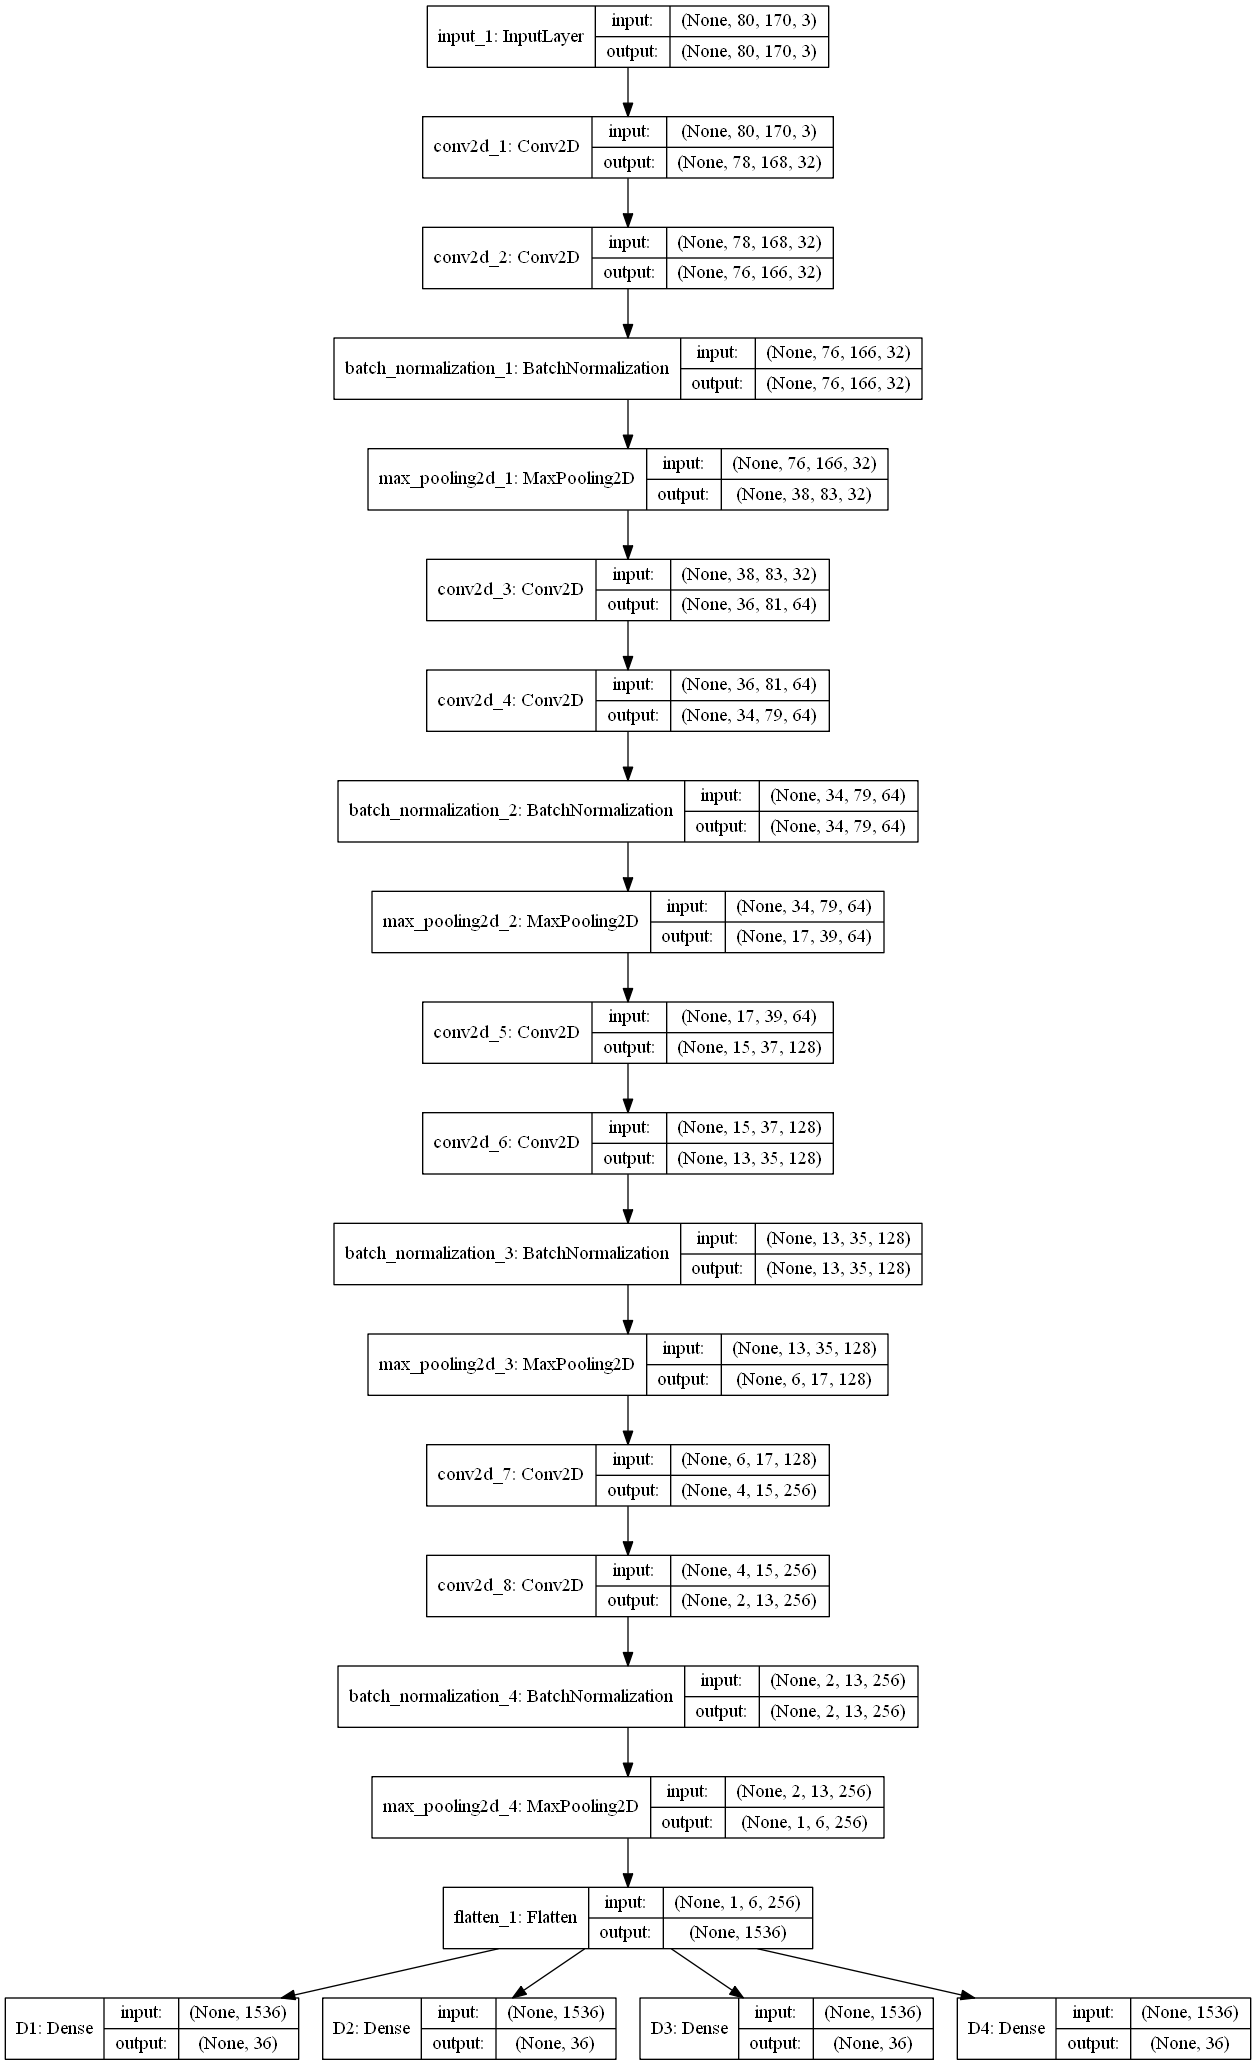 input_1: InputLayer
input: (None, 80, 170, 3)
output: (None, 80, 170, 3)
conv2d_1: Conv2D
input: (None, 80, 170, 3)
output: (None, 78, 168, 32)
conv2d_2: Conv2D
input: (None, 78, 168, 32)
output: (None, 76, 166, 32)
batch_normalization_1: BatchNormalization
input: (None, 76, 166, 32)
output: (None, 76, 166, 32)
max_pooling2d_1: MaxPooling2D
input: (None, 76, 166, 32)
output: (None, 38, 83, 32)
conv2d_3: Conv2D
input: (None, 38, 83, 32)
output: (None, 36, 81, 64)
conv2d_4: Conv2D
input: (None, 36, 81, 64)
output: (None, 34, 79, 64)
batch_normalization_2: BatchNormalization
input: (None, 34, 79, 64)
output: (None, 34, 79, 64)
max_pooling2d_2: MaxPooling2D
input: (None, 34, 79, 64)
output: (None, 17, 39, 64)
conv2d_5: Conv2D
input: (None, 17, 39, 64)
output: (None, 15, 37, 128)
conv2d_6: Conv2D
input: (None, 15, 37, 128)
output: (None, 13, 35, 128)
batch_normalization_3: BatchNormalization
input: (None, 13, 35, 128)
output: (None, 13, 35, 128)
max_pooling2d_3: MaxPooling2D
input: (None, 13, 35, 128)
output: (None, 6, 17, 128)
conv2d_7: Conv2D
input: (None, 6, 17, 128)
output: (None, 4, 15, 256)
conv2d_8: Conv2D
input: (None, 4, 15, 256)
output: (None, 2, 13, 256)
batch_normalization_4: BatchNormalization
input: (None, 2, 13, 256)
output: (None, 2, 13, 256)
max_pooling2d_4: MaxPooling2D
input: (None, 2, 13, 256)
output: (None, 1, 6, 256)
flatten_1: Flatten
input: (None, 1, 6, 256)
output: (None, 1536)
D1: Dense
input: (None, 1536)
output: (None, 36)
D2: Dense
input: (None, 1536)
output: (None, 36)
D3: Dense
input: (None, 1536)
output: (None, 36)
D4: Dense
input: (None, 1536)
output: (None, 36)